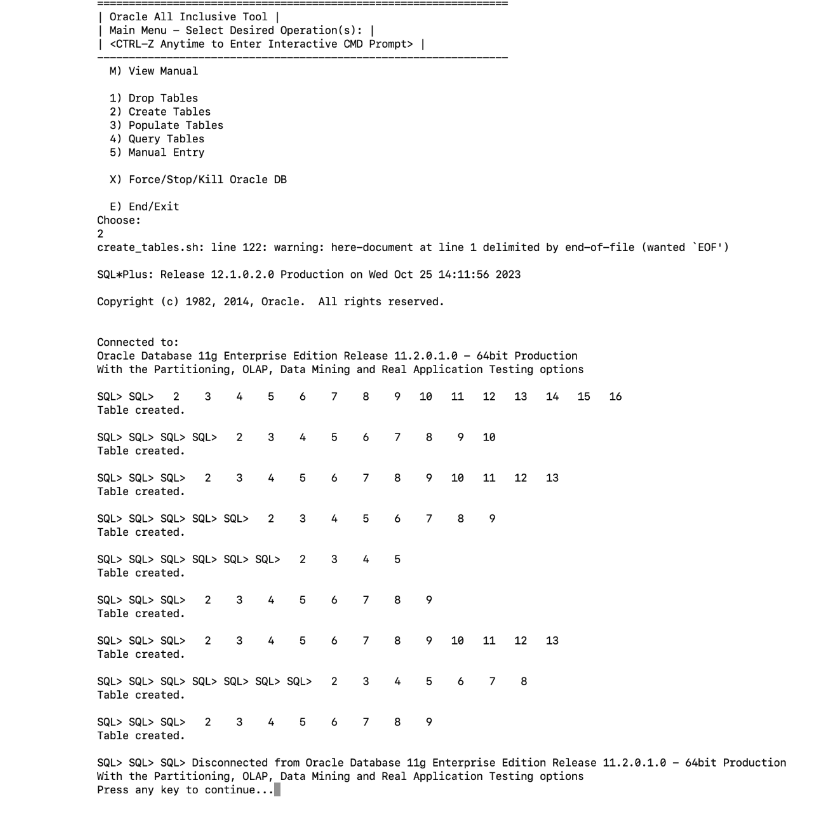 =================================================================
| Oracle All Inclusive Tool |
| Main Menu - Select Desired Operation(s): |
| <CTRL-Z Anytime to Enter Interactive CMD Prompt> |
-----------------------------------------------------------------
M) View Manual
1) Drop Tables
2) Create Tables
3) Populate Tables
4) Query Tables
5) Manual Entry
X) Force/Stop/Kill Oracle DB
E) End/Exit
Choose:
2
create_tables.sh: line 122: warning: here-document at line 1 delimited by end-of-file (wanted `EOF')
SQL*Plus: Release 12.1.0.2.0 Production on Wed Oct 25 14:11:56 2023
Copyright (c) 1982, 2014, Oracle.  All rights reserved.
Connected to:
Oracle Database 11g Enterprise Edition Release 11.2.0.1.0 - 64bit Production
With the Partitioning, OLAP, Data Mining and Real Application Testing options
SQL> SQL>   2    3    4    5    6    7    8    9   10   11   12   13   14   15   16
Table created.
SQL> SQL> SQL> SQL>   2    3    4    5    6    7    8    9   10
Table created.
SQL> SQL> SQL>   2    3    4    5    6    7    8    9   10   11   12   13
Table created.
SQL> SQL> SQL> SQL> SQL>   2    3    4    5    6    7    8    9
Table created.
SQL> SQL> SQL> SQL> SQL> SQL>   2    3    4    5
Table created.
SQL> SQL> SQL>   2    3    4    5    6    7    8    9
Table created.
SQL> SQL> SQL>   2    3    4    5    6    7    8    9   10   11   12   13
Table created.
SQL> SQL> SQL> SQL> SQL> SQL> SQL>   2    3    4    5    6    7    8
Table created.
SQL> SQL> SQL>   2    3    4    5    6    7    8    9
Table created.
SQL> SQL> SQL> Disconnected from Oracle Database 11g Enterprise Edition Release 11.2.0.1.0 - 64bit Production
With the Partitioning, OLAP, Data Mining and Real Application Testing options
Press any key to continue...